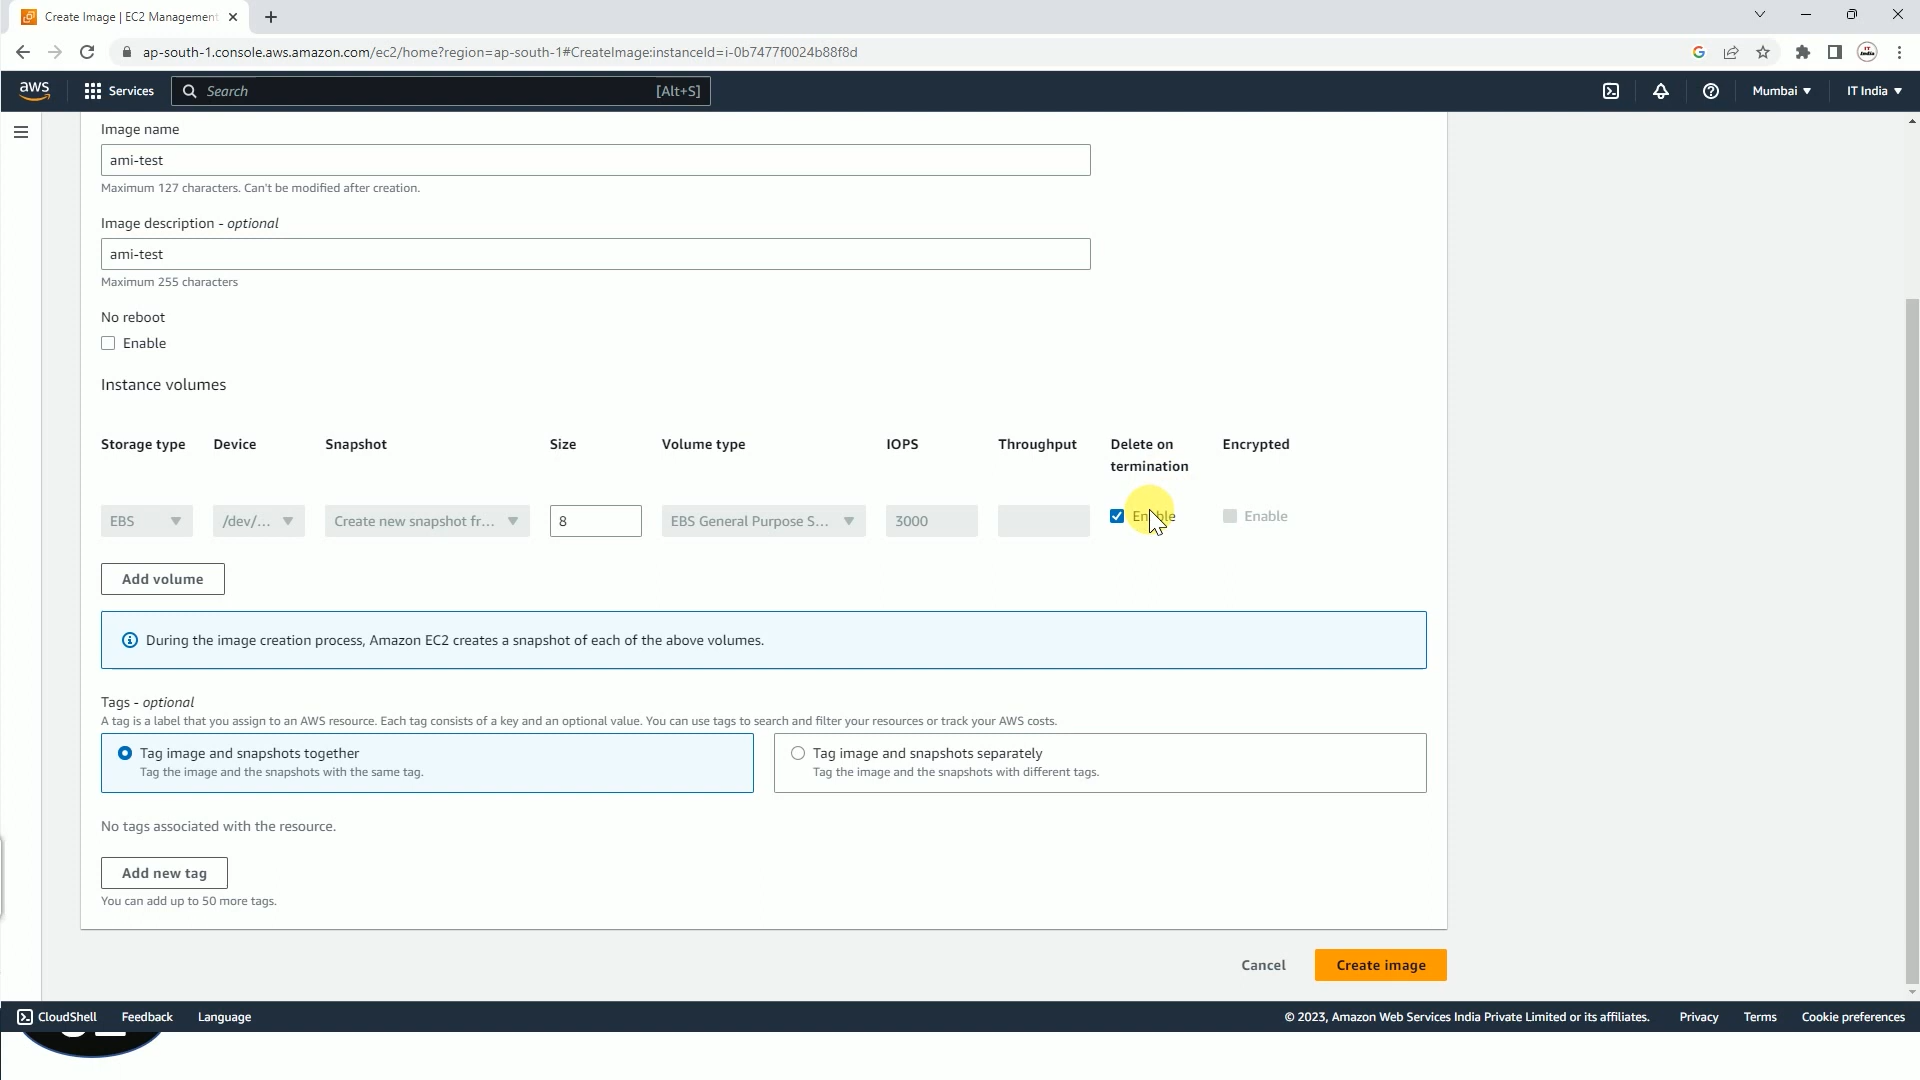 Create Image | EC2 Management
ap-south-1.console.aws.amazon.com/ec2/home?region=ap-south-1#CreateImage:instanceId=i-0b7477f0024b88f8d
aws Services Search [Alt+S] Mumbai IT India
Image name
ami-test
Maximum 127 characters. Can't be modified after creation.
Image description - optional
ami-test
Maximum 255 characters
No reboot
Enable
Instance volumes
Storage type Device Snapshot Size Volume type IOPS Throughput Delete on termination Encrypted
EBS /dev/... Create new snapshot fr... 8 EBS General Purpose S... 3000 Enable Enable
Add volume
During the image creation process, Amazon EC2 creates a snapshot of each of the above volumes.
Tags - optional
A tag is a label that you assign to an AWS resource. Each tag consists of a key and an optional value. You can use tags to search and filter your resources or track your AWS costs.
Tag image and snapshots together
Tag the image and the snapshots with the same tag.
Tag image and snapshots separately
Tag the image and the snapshots with different tags.
No tags associated with the resource.
Add new tag
You can add up to 50 more tags.
Cancel Create image
CloudShell Feedback Language © 2023, Amazon Web Services India Private Limited or its affiliates. Privacy Terms Cookie preferences